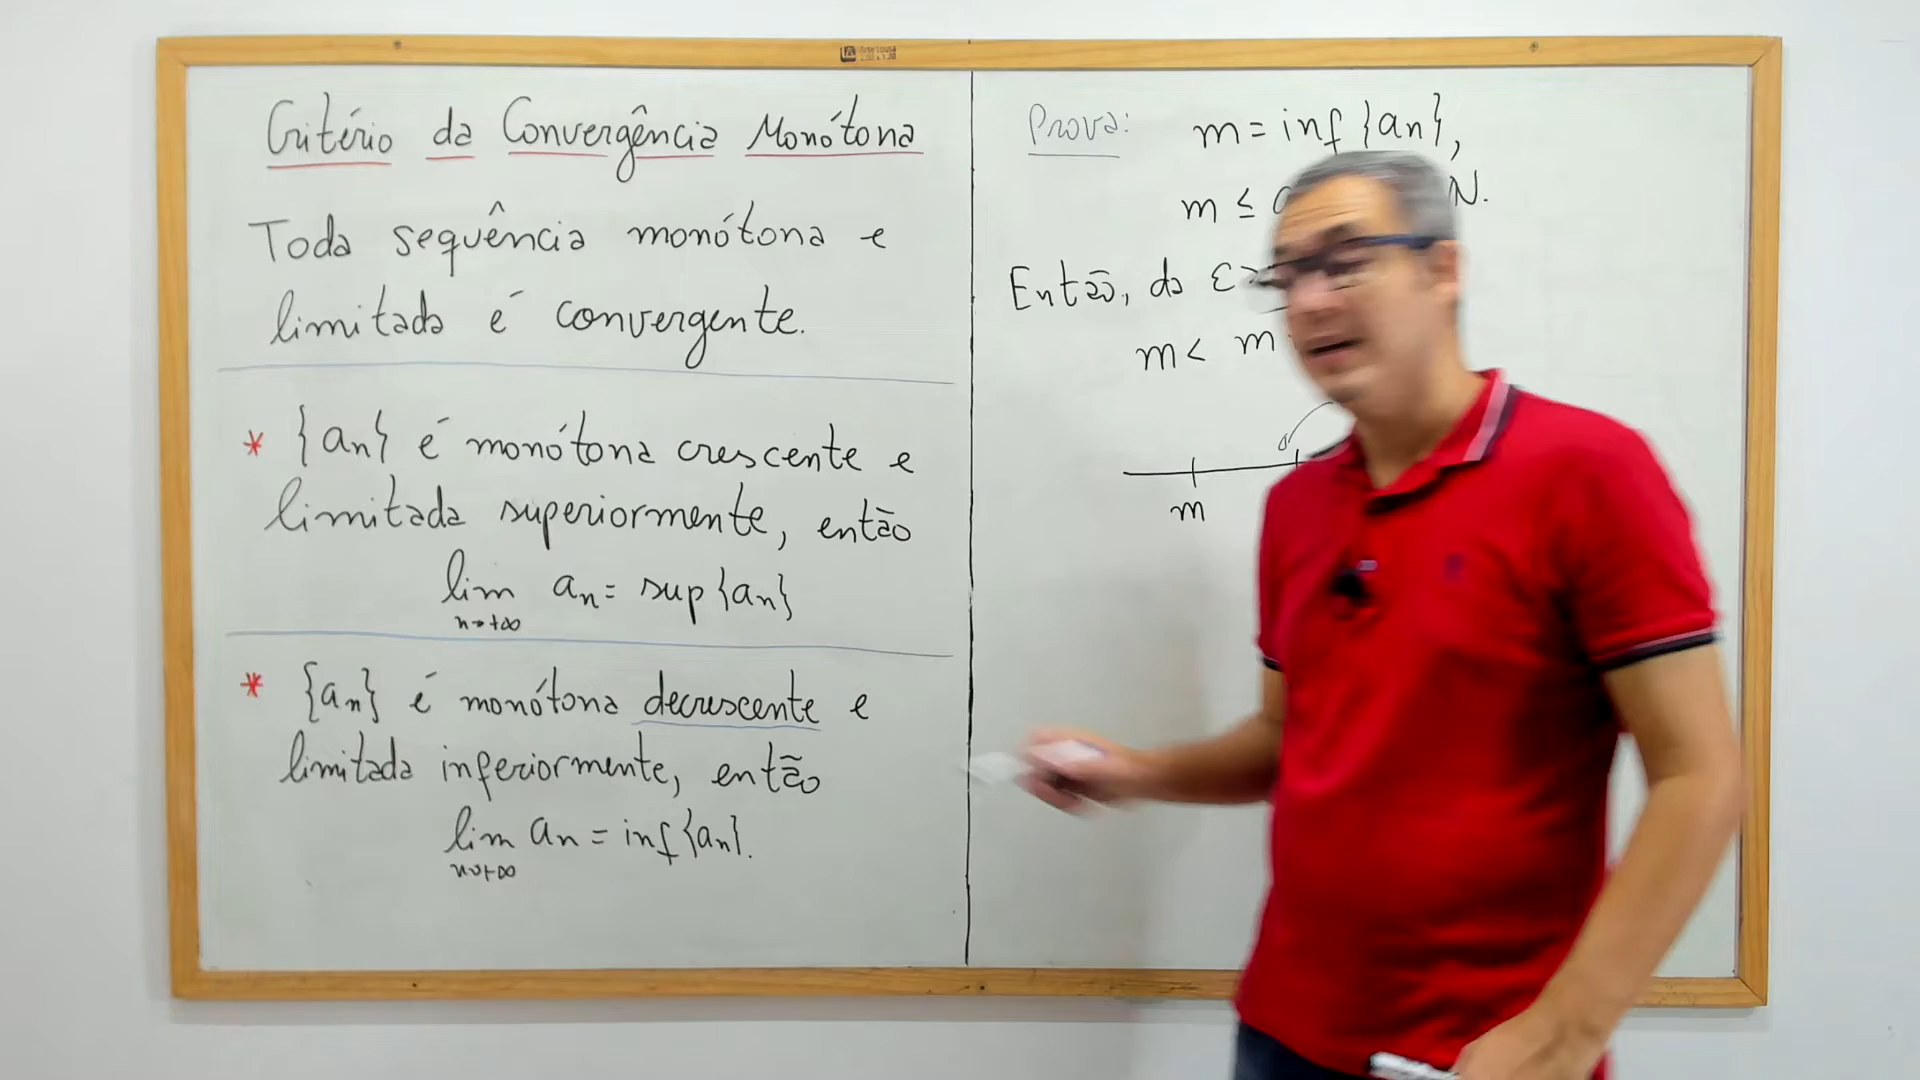 Critério da Convergência Monótona
Toda sequência monótona e
limitada é convergente.
* {an} é monótona crescente e
limitada superiormente, então
lim an = sup{an}
n→+∞
* {an} é monótona decrescente e
limitada inferiormente, então
lim an = inf{an}.
n→+∞
Prova: m = inf {an},
m ≤ N.
Então, da ε>
m < m
m